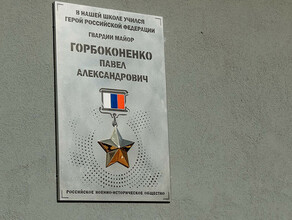 В НАШЕЙ ШКОЛЕ УЧИЛСЯ
ГЕРОЙ РОССИЙСКОЙ ФЕДЕРАЦИИ
ГВАРДИИ МАЙОР
ГОРБОКОНЕНКО
ПАВЕЛ
АЛЕКСАНДРОВИЧ
РОССИЙСКОЕ ВОЕННО-ИСТОРИЧЕСКОЕ ОБЩЕСТВО